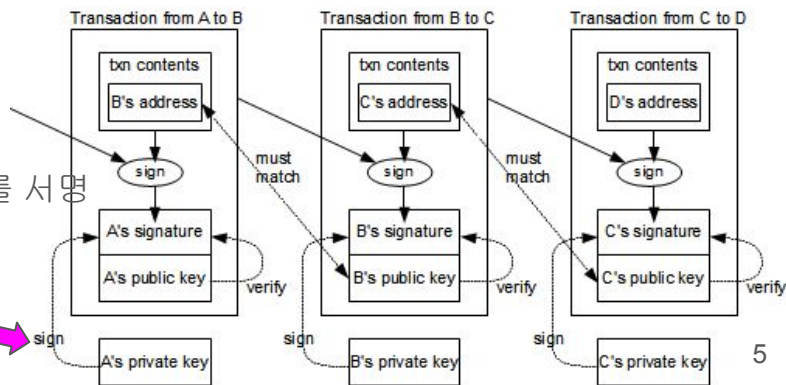 Transaction from A to B
txn contents
B's address
sign
A's signature
A's public key
verify
sign
A's private key
must match
Transaction from B to C
txn contents
C's address
sign
B's signature
B's public key
verify
sign
B's private key
must match
Transaction from C to D
txn contents
D's address
sign
C's signature
C's public key
verify
sign
C's private key
를 서명
5